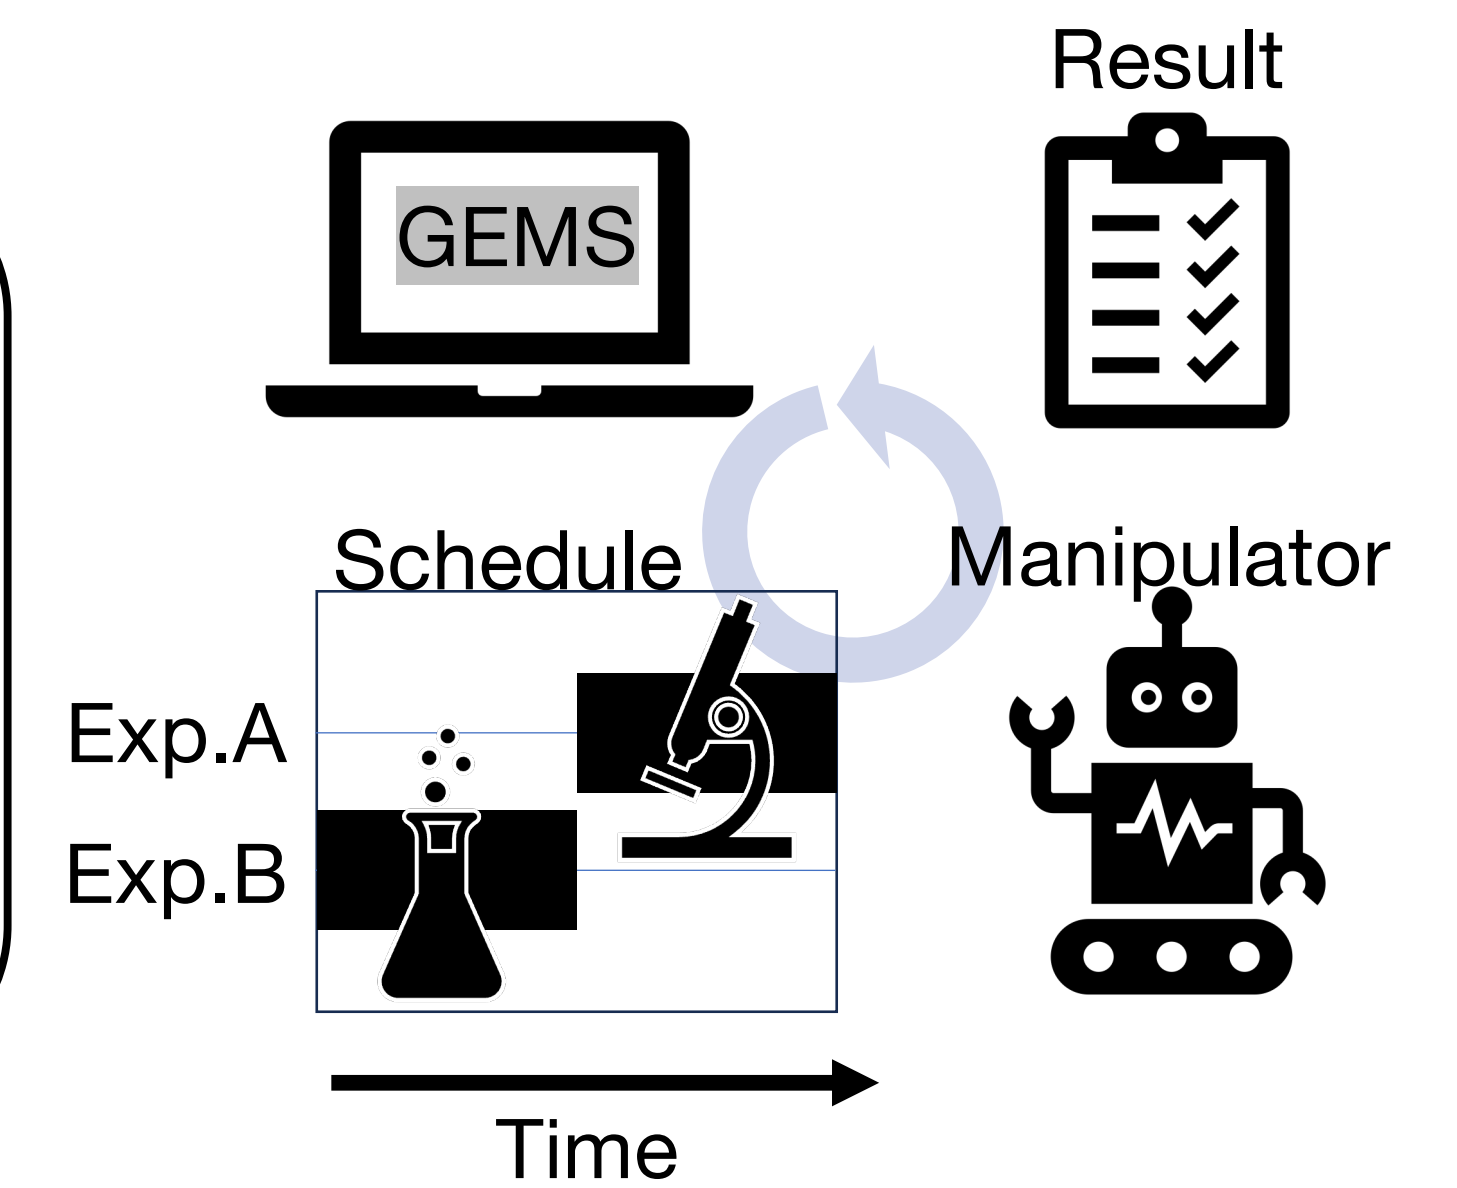 Result
GEMS
Schedule
Manipulator
Exp.A
Exp.B
Time